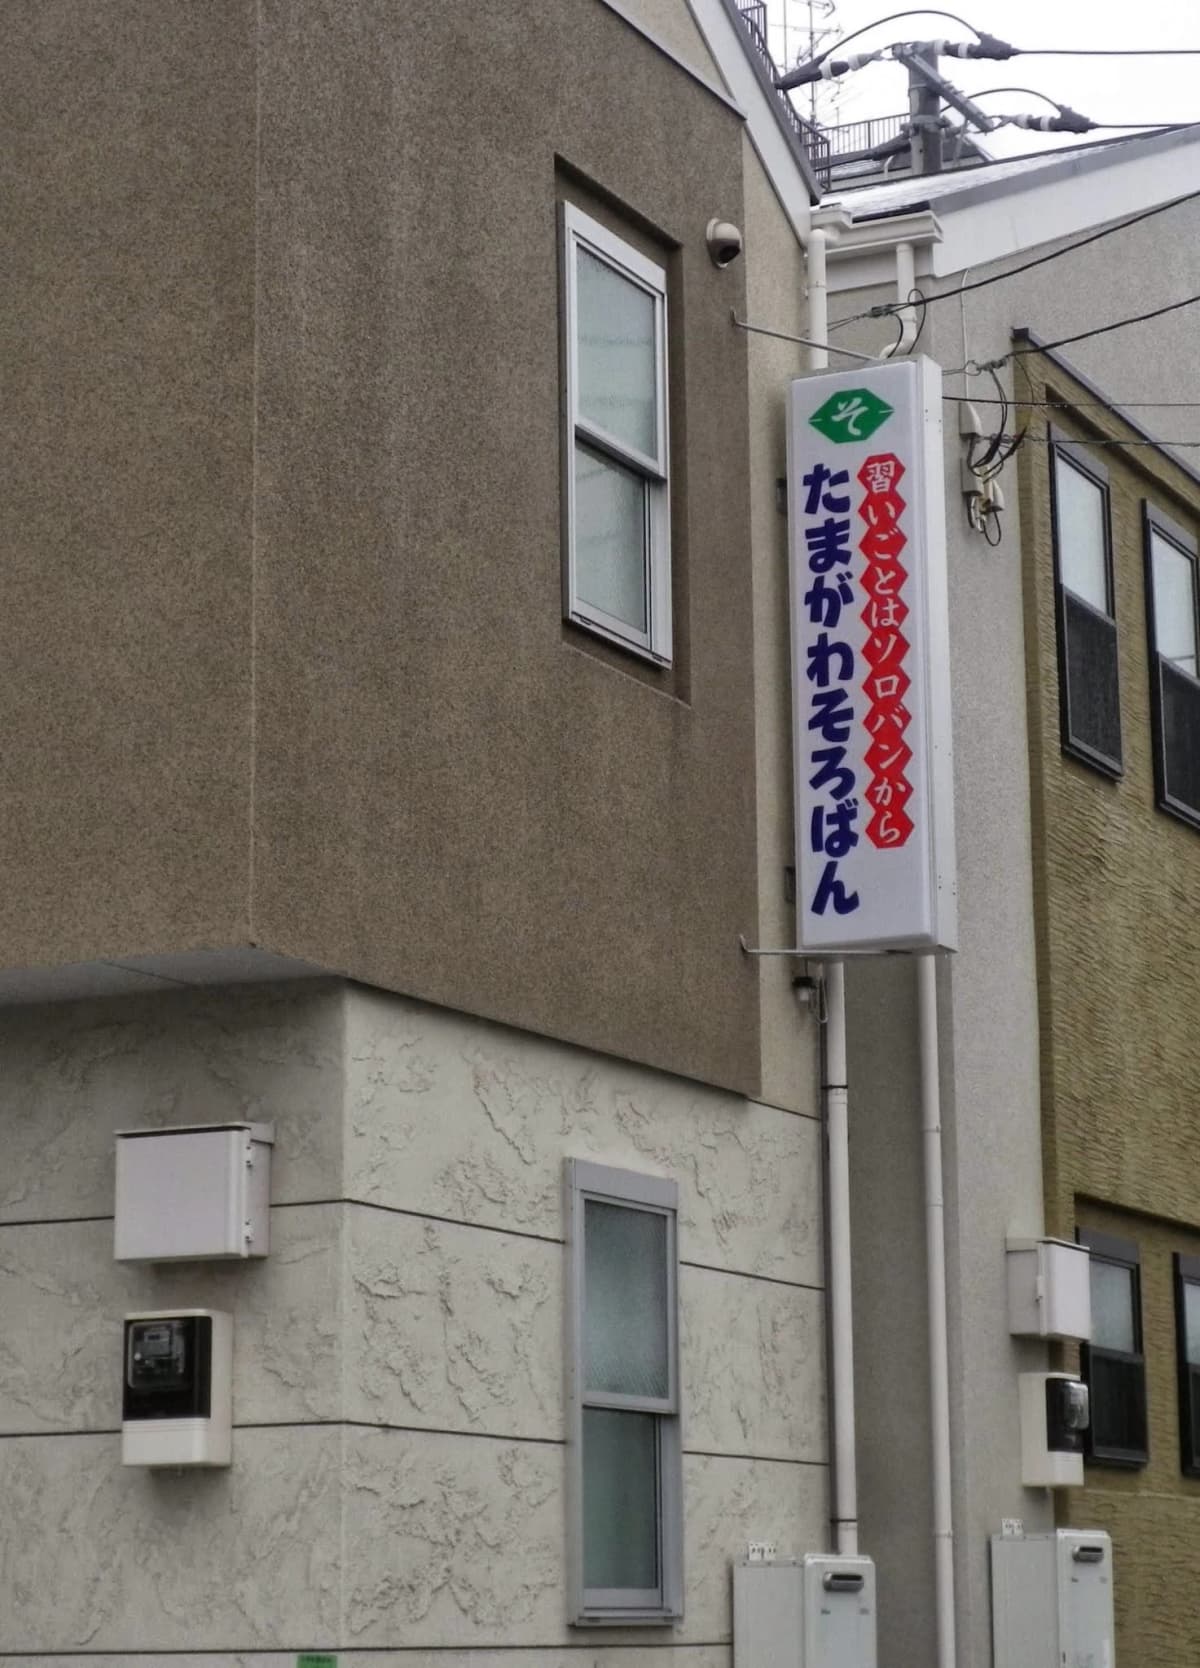 そ
習いごとはソロバンから
たまがわそろばん